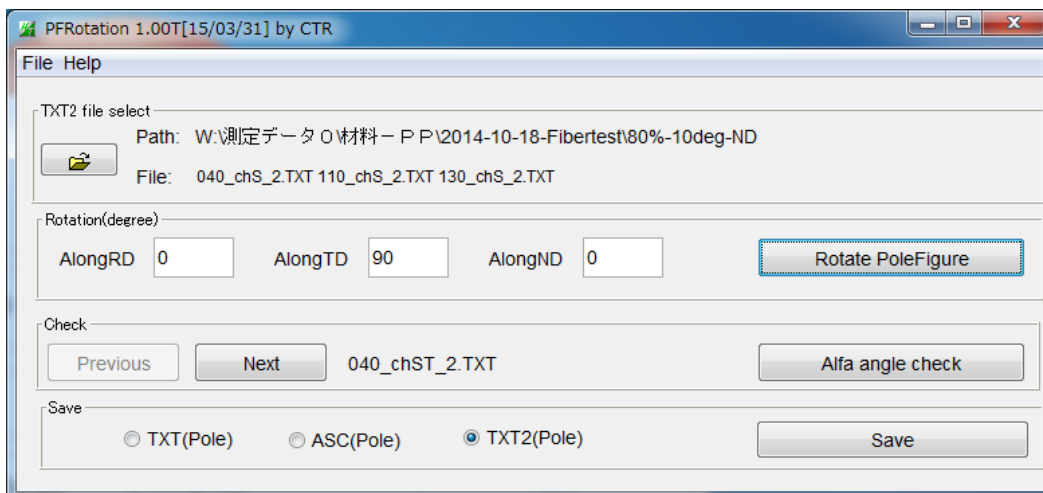 PFRotation 1.00T[15/03/31] by CTR
File Help
TXT2 file select
Path: W:\測定データ０\材料－ＰＰ\2014-10-18-Fibertest\80%-10deg-ND
File: 040_chS_2.TXT 110_chS_2.TXT 130_chS_2.TXT
Rotation(degree)
AlongRD 0 AlongTD 90 AlongND 0 Rotate PoleFigure
Check
Previous Next 040_chST_2.TXT Alfa angle check
Save
TXT(Pole) ASC(Pole) TXT2(Pole) Save